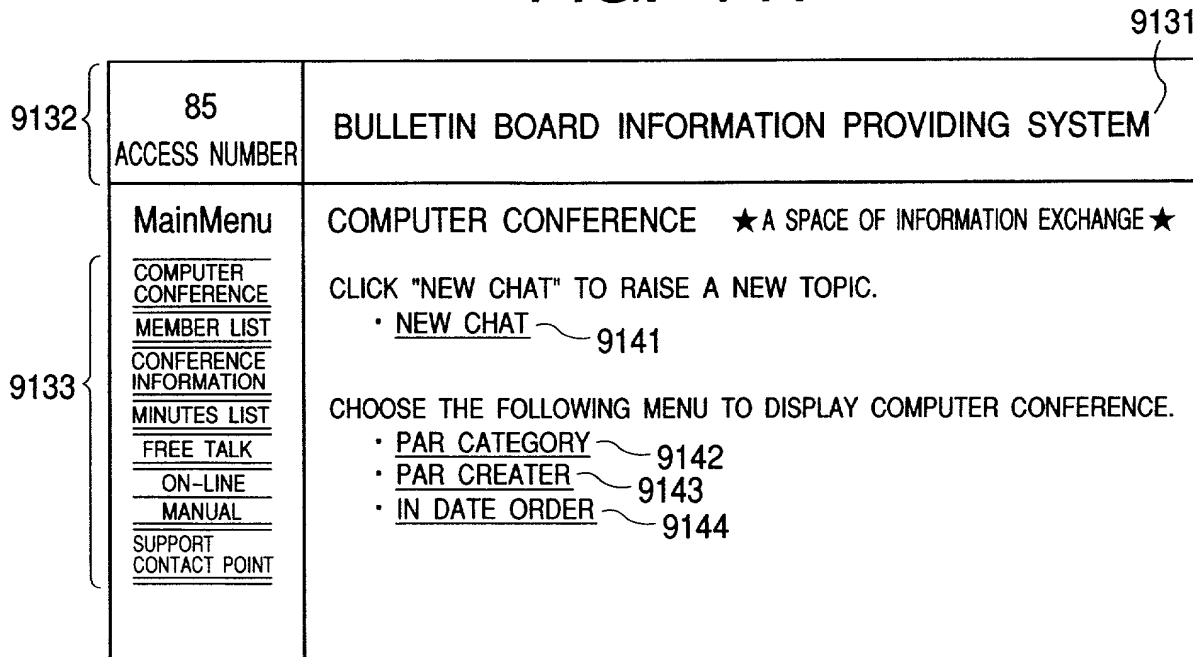 9131
9132
85
ACCESS NUMBER
BULLETIN BOARD INFORMATION PROVIDING SYSTEM
MainMenu
COMPUTER CONFERENCE ★ A SPACE OF INFORMATION EXCHANGE ★
9133
COMPUTER
CONFERENCE
MEMBER LIST
CONFERENCE
INFORMATION
MINUTES LIST
FREE TALK
ON-LINE
MANUAL
SUPPORT
CONTACT POINT
CLICK "NEW CHAT" TO RAISE A NEW TOPIC.
· NEW CHAT 9141
CHOOSE THE FOLLOWING MENU TO DISPLAY COMPUTER CONFERENCE.
· PAR CATEGORY 9142
· PAR CREATER 9143
· IN DATE ORDER 9144